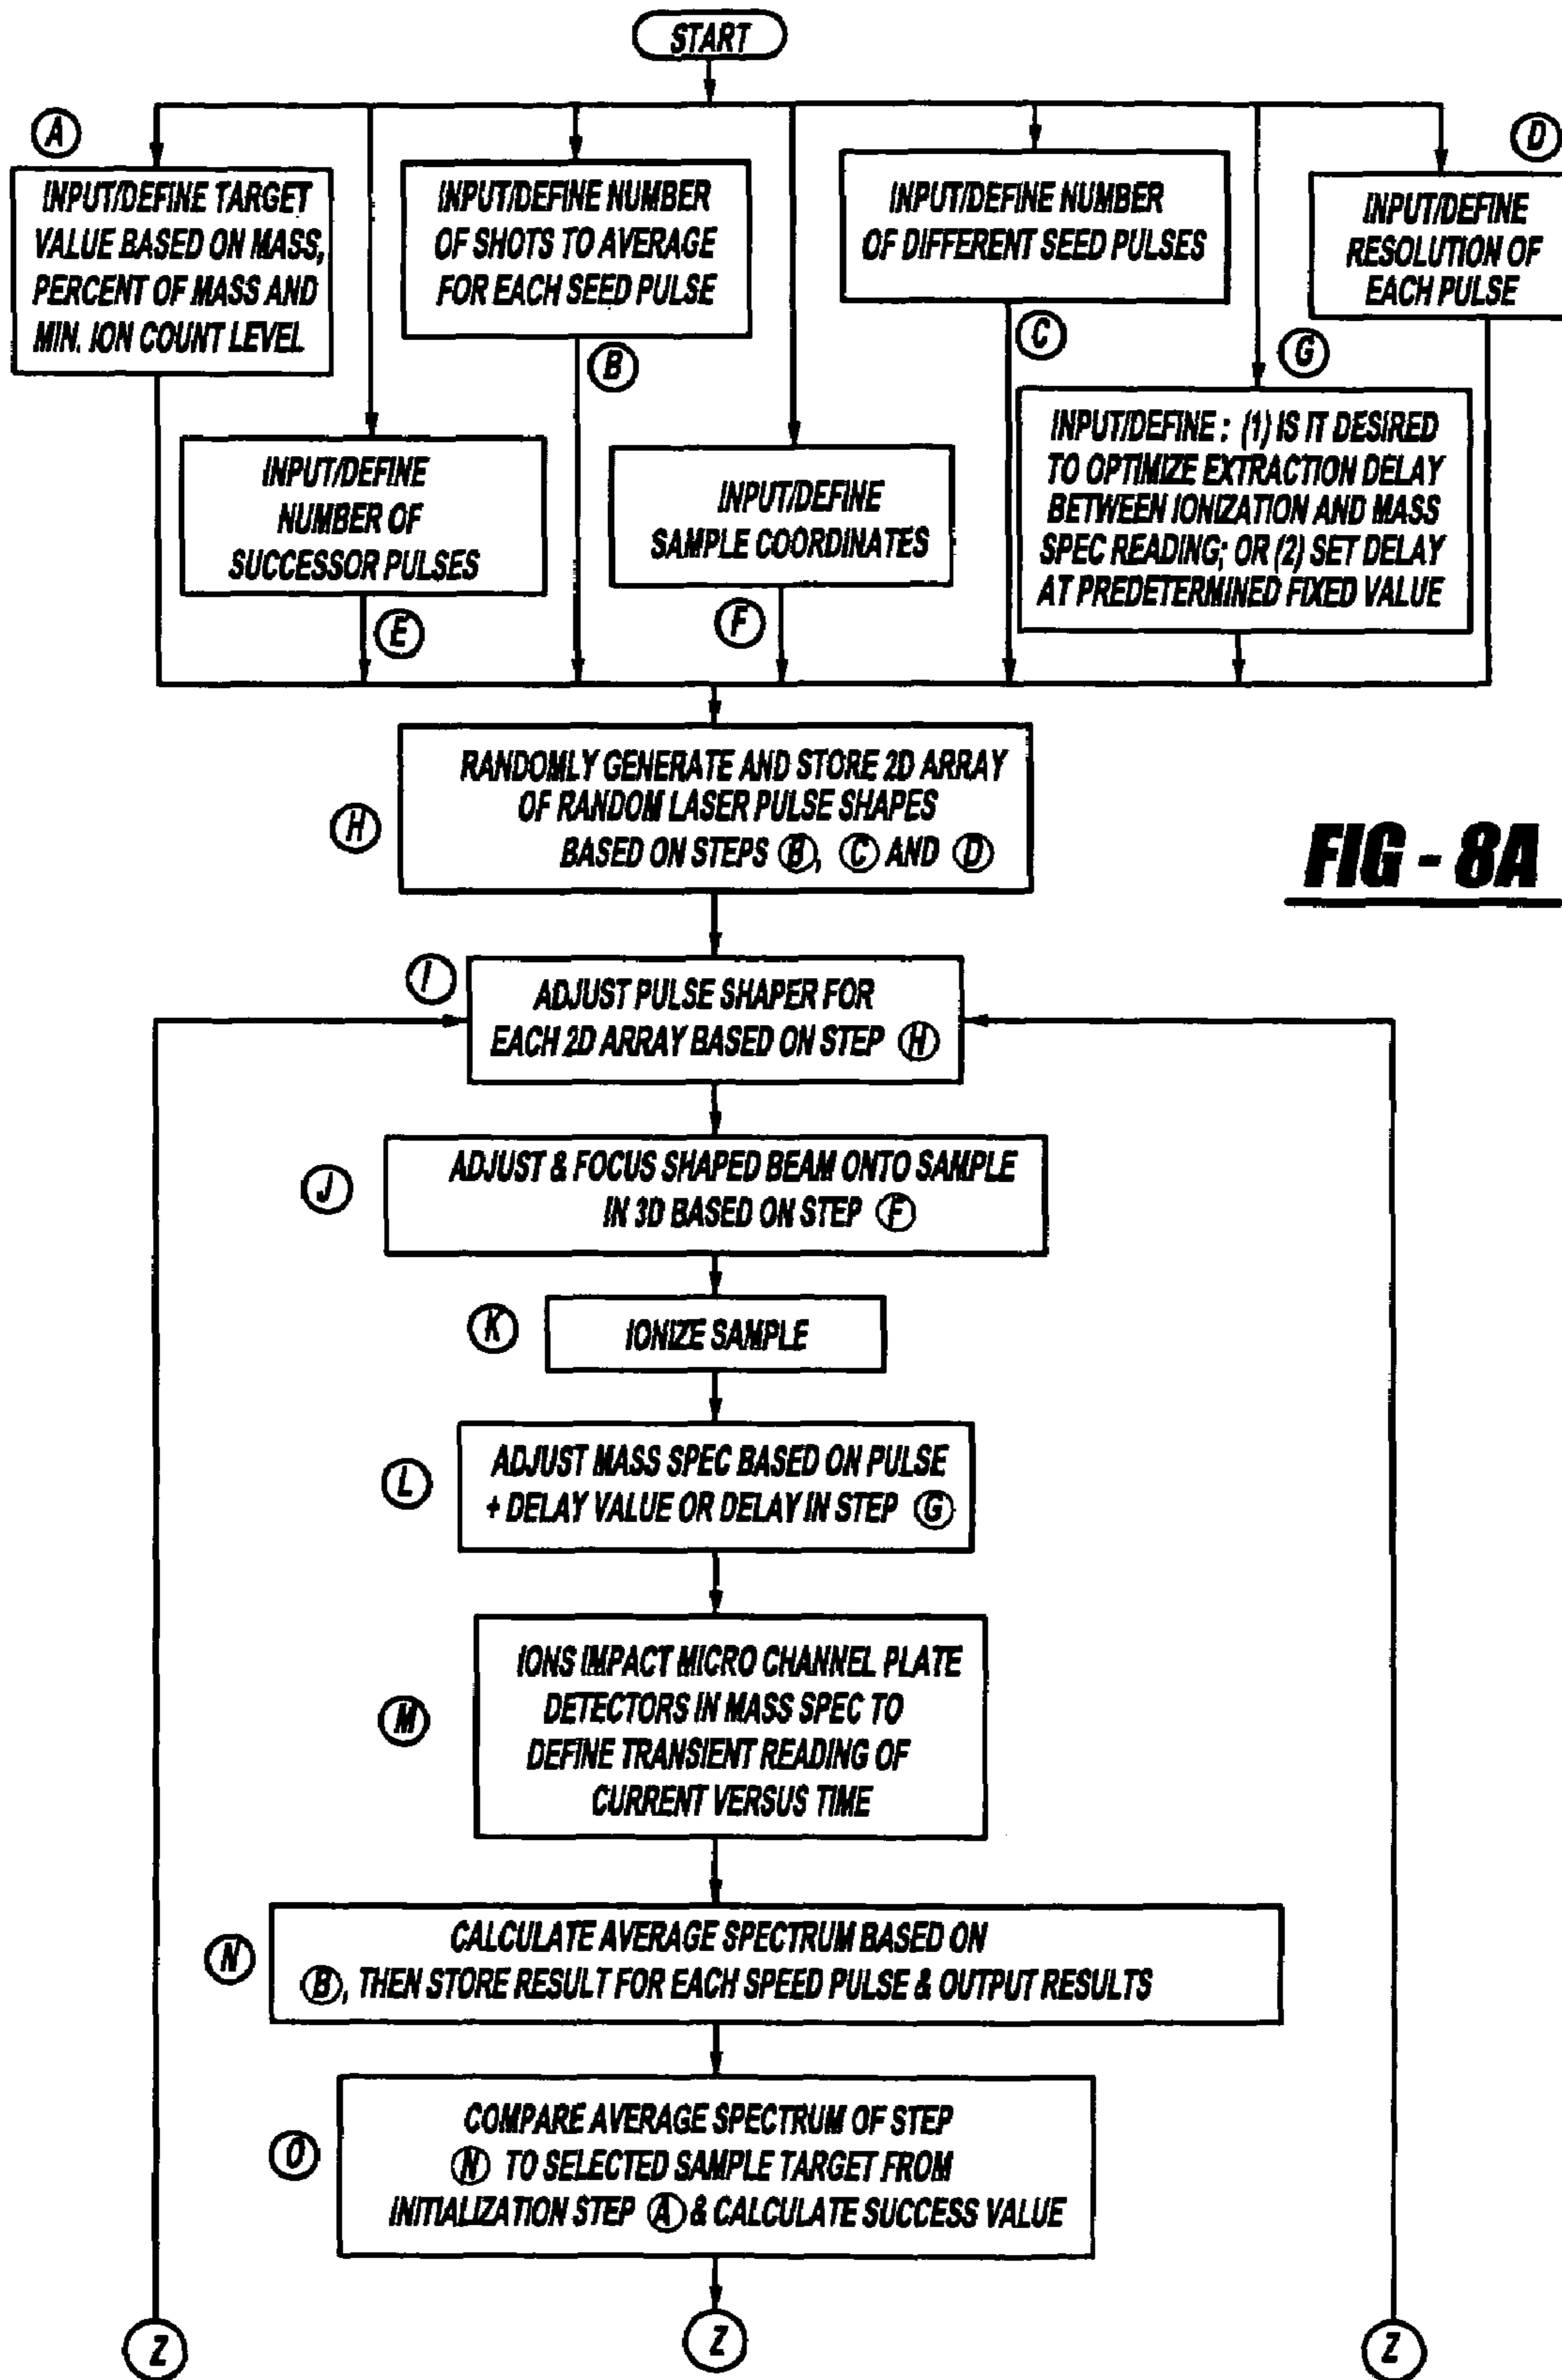 START
A
INPUT/DEFINE TARGET
VALUE BASED ON MASS,
PERCENT OF MASS AND
MIN. ION COUNT LEVEL
INPUT/DEFINE NUMBER
OF SHOTS TO AVERAGE
FOR EACH SEED PULSE
B
INPUT/DEFINE NUMBER
OF DIFFERENT SEED PULSES
C
D
INPUT/DEFINE
RESOLUTION OF
EACH PULSE
INPUT/DEFINE
NUMBER OF
SUCCESSOR PULSES
E
INPUT/DEFINE
SAMPLE COORDINATES
F
G
INPUT/DEFINE : (1) IS IT DESIRED
TO OPTIMIZE EXTRACTION DELAY
BETWEEN IONIZATION AND MASS
SPEC READING; OR (2) SET DELAY
AT PREDETERMINED FIXED VALUE
H
RANDOMLY GENERATE AND STORE 2D ARRAY
OF RANDOM LASER PULSE SHAPES
BASED ON STEPS B, C AND D
FIG - 8A
I
ADJUST PULSE SHAPER FOR
EACH 2D ARRAY BASED ON STEP H
J
ADJUST & FOCUS SHAPED BEAM ONTO SAMPLE
IN 3D BASED ON STEP F
K
IONIZE SAMPLE
L
ADJUST MASS SPEC BASED ON PULSE
+ DELAY VALUE OR DELAY IN STEP G
M
IONS IMPACT MICRO CHANNEL PLATE
DETECTORS IN MASS SPEC TO
DEFINE TRANSIENT READING OF
CURRENT VERSUS TIME
N
CALCULATE AVERAGE SPECTRUM BASED ON
B, THEN STORE RESULT FOR EACH SPEED PULSE & OUTPUT RESULTS
O
COMPARE AVERAGE SPECTRUM OF STEP
N TO SELECTED SAMPLE TARGET FROM
INITIALIZATION STEP A & CALCULATE SUCCESS VALUE
Z
Z
Z